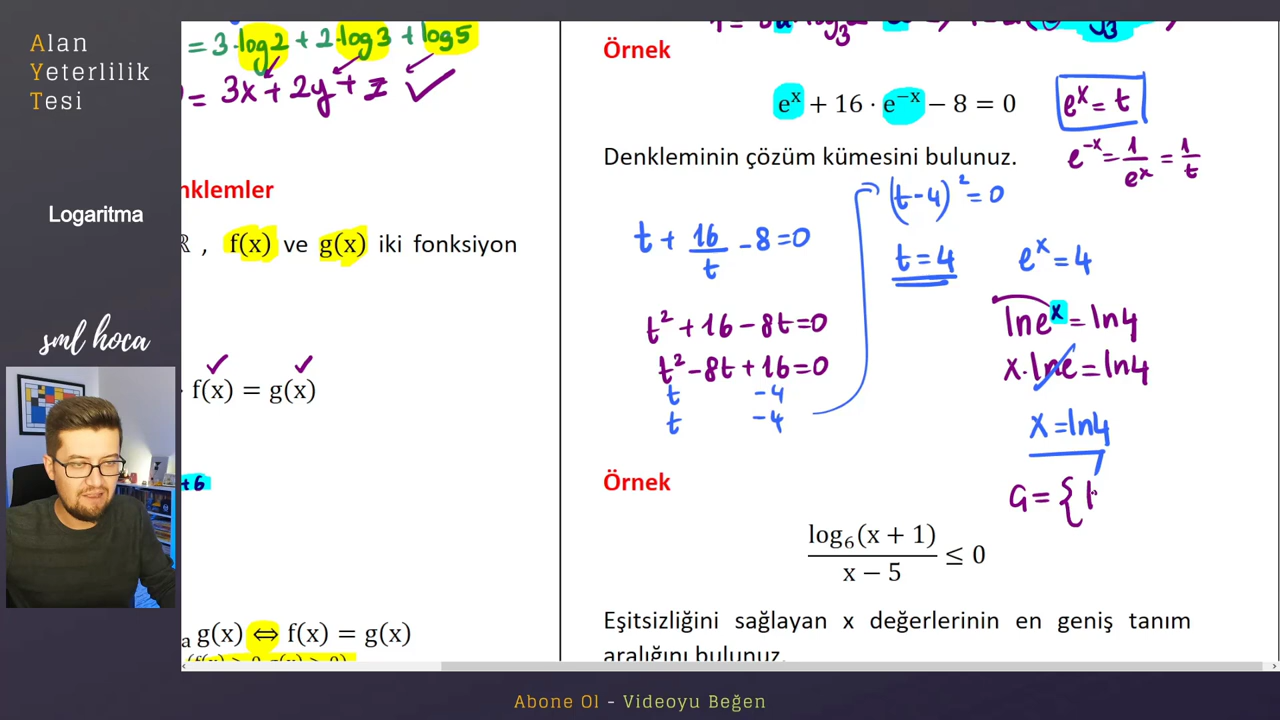 Alan
Yeterlilik
Tesi
Logaritma
sml hoca
= 3·log2 + 2·log3 + log5
= 3x + 2y + z ✓
nklemler
ℝ , f(x) ve g(x) iki fonksiyon
f(x) = g(x)
+6
g(x) ⇔ f(x) = g(x)
Örnek
e^x + 16 · e^−x − 8 = 0
e^x = t
Denkleminin çözüm kümesini bulunuz.
e^-x = 1/e^x = 1/t
t + 16/t - 8 = 0
t² + 16 - 8t = 0
t² - 8t + 16 = 0
t -4
t -4
(t-4)² = 0
t = 4
e^x = 4
ln e^x = ln4
x·lne = ln4
x = ln4
Ç = {l
Örnek
log₆(x + 1)
x − 5
≤ 0
Eşitsizliğini sağlayan x değerlerinin en geniş tanım
aralığını bulunuz.
Abone Ol - Videoyu Beğen